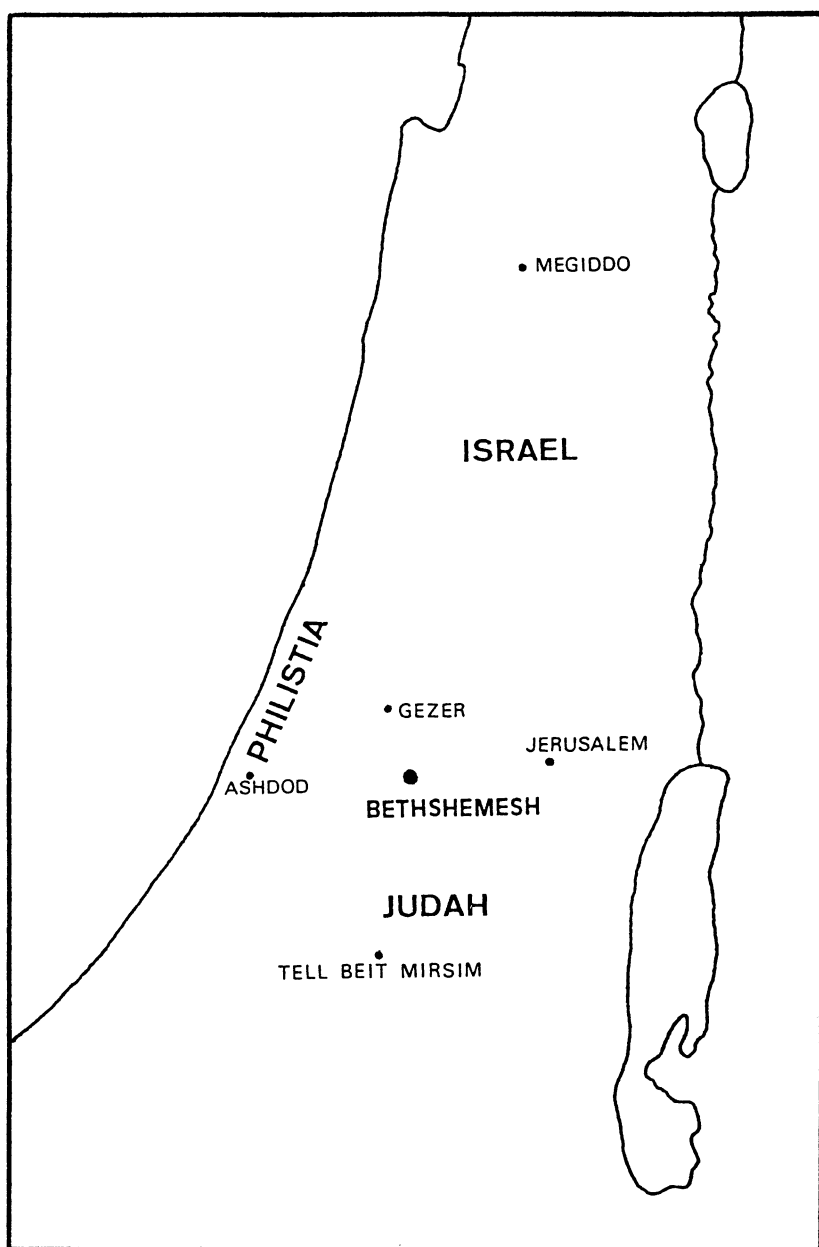 MEGIDDO
ISRAEL
PHILISTIA
GEZER
JERUSALEM
ASHDOD
BETHSHEMESH
JUDAH
TELL BEIT MIRSIM